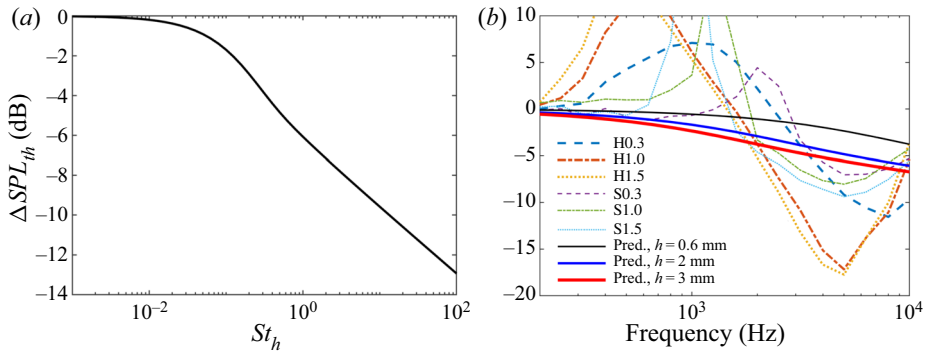 (a)
0
−2
−4
−6
−8
−10
−12
−14
ΔSPL_th (dB)
10^−2
10^0
10^2
St_h
(b)
10
5
0
−5
−10
−15
−20
H0.3
H1.0
H1.5
S0.3
S1.0
S1.5
Pred., h = 0.6 mm
Pred., h = 2 mm
Pred., h = 3 mm
10^3
10^4
Frequency (Hz)